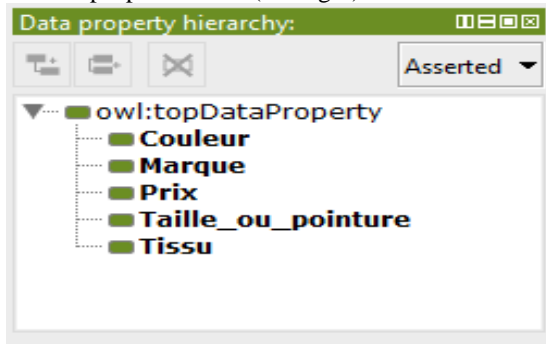 Data property hierarchy:
Asserted
owl:topDataProperty
Couleur
Marque
Prix
Taille_ou_pointure
Tissu